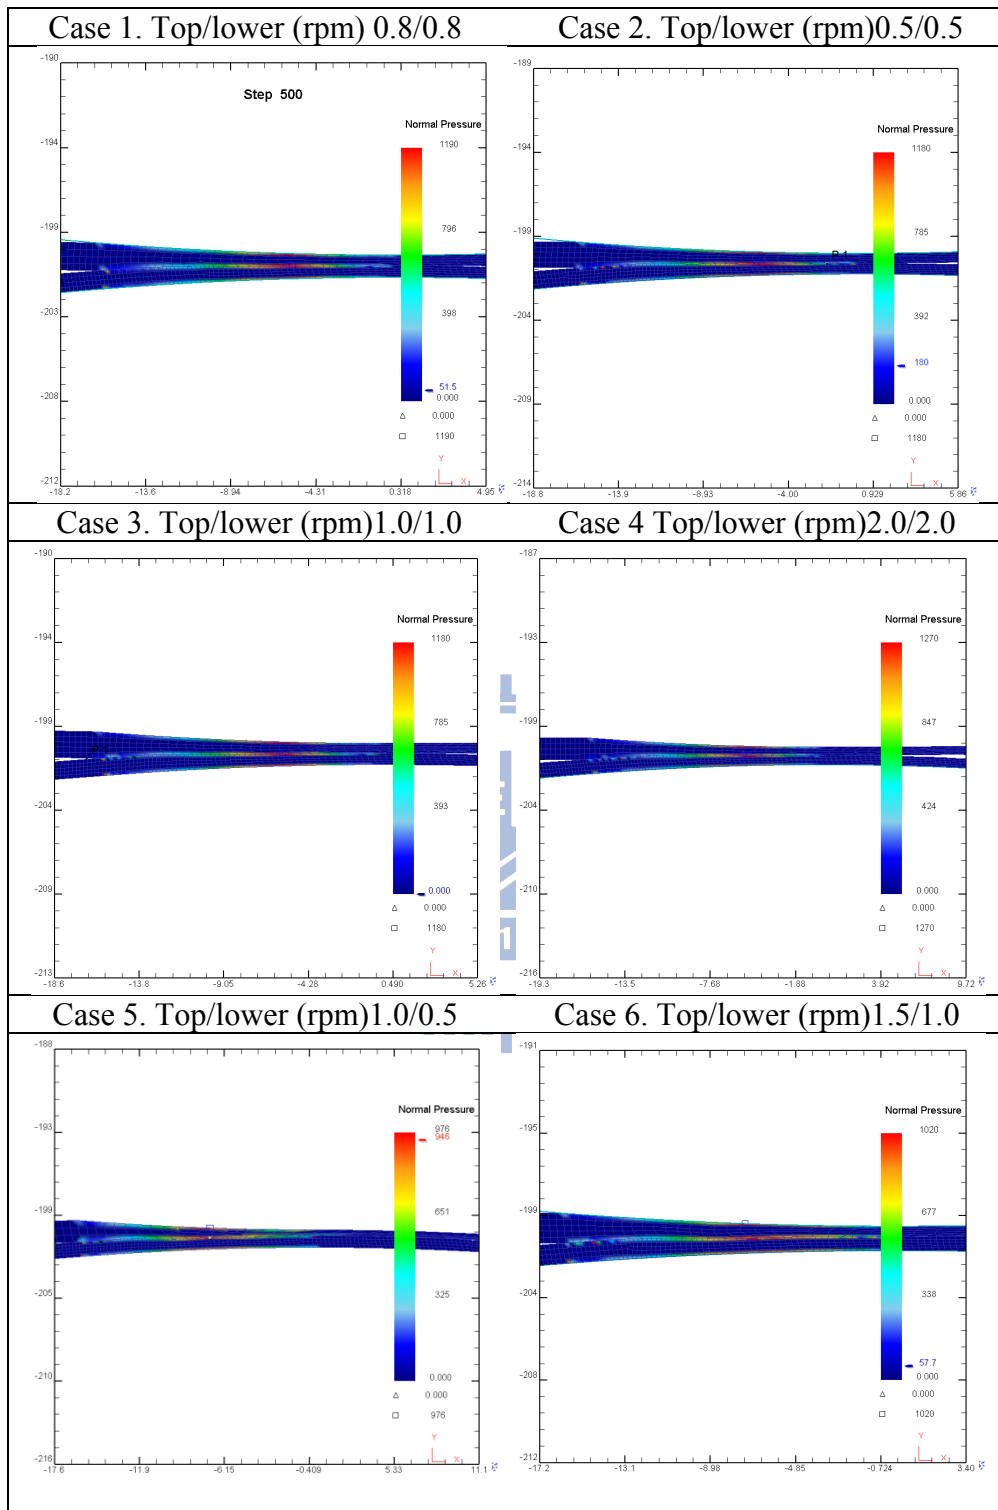 Case 1. Top/lower (rpm) 0.8/0.8
Case 2. Top/lower (rpm)0.5/0.5
-190
Step 500
Normal Pressure
1190
-194
796
-199
398
-203
51.5
0.000
-208
0.000
1190
Y
X
-212
-18.2 -13.6 -8.94 -4.31 0.318 4.95
-189
Normal Pressure
1180
-194
785
-199
P 1
392
-204
180
0.000
-209
0.000
1180
Y
X
-214
-18.8 -13.9 -8.93 -4.00 0.929 5.86
Case 3. Top/lower (rpm)1.0/1.0
Case 4 Top/lower (rpm)2.0/2.0
-190
Normal Pressure
1180
-194
785
-199
393
-204
0.000
-209
0.000
1180
Y
X
-213
-18.6 -13.8 -9.05 -4.28 0.490 5.26
-187
Normal Pressure
1270
-193
847
-199
424
-204
0.000
-210
0.000
1270
Y
X
-216
-19.3 -13.5 -7.68 -1.88 3.92 9.72
Case 5. Top/lower (rpm)1.0/0.5
Case 6. Top/lower (rpm)1.5/1.0
-188
Normal Pressure
976
946
-193
651
-199
325
-205
0.000
-210
0.000
976
Y
X
-216
-17.6 -11.9 -6.15 -0.409 5.33 11.1
-191
Normal Pressure
1020
-195
677
-199
338
-204
57.7
0.000
-208
0.000
1020
Y
X
-212
-17.2 -13.1 -8.98 -4.85 -0.724 3.40